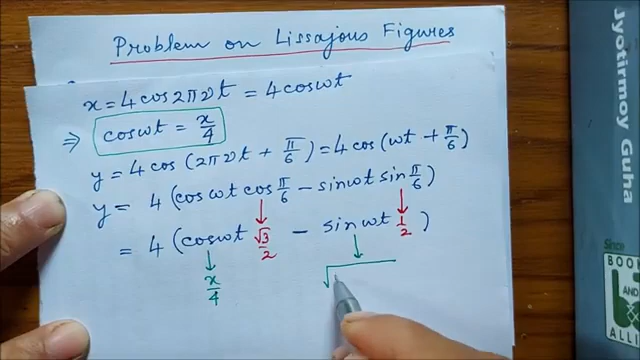 Problem on Lissajous Figures
x = 4 cos 2πνt = 4 cos ωt
⇒ cos ωt = x/4
y = 4 cos (2πνt + π/6) = 4 cos (ωt + π/6)
y = 4 (cos ωt cos π/6 − sin ωt sin π/6)
= 4 (cos ωt √3/2 − sin ωt 1/2)
x/4 √
Jyotirmoy Guha
BOOK
AND
ALL